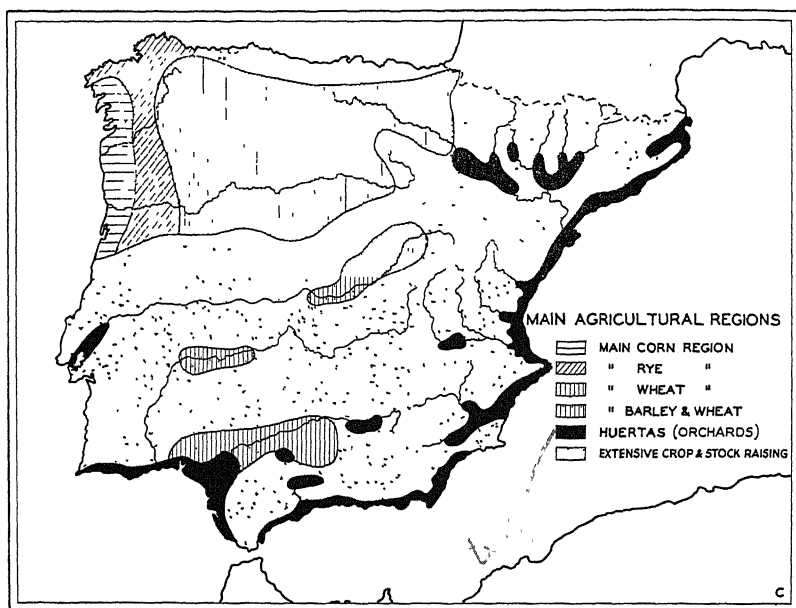 MAIN AGRICULTURAL REGIONS
MAIN CORN REGION
" RYE "
" WHEAT "
" BARLEY & WHEAT
HUERTAS (ORCHARDS)
EXTENSIVE CROP & STOCK RAISING
C